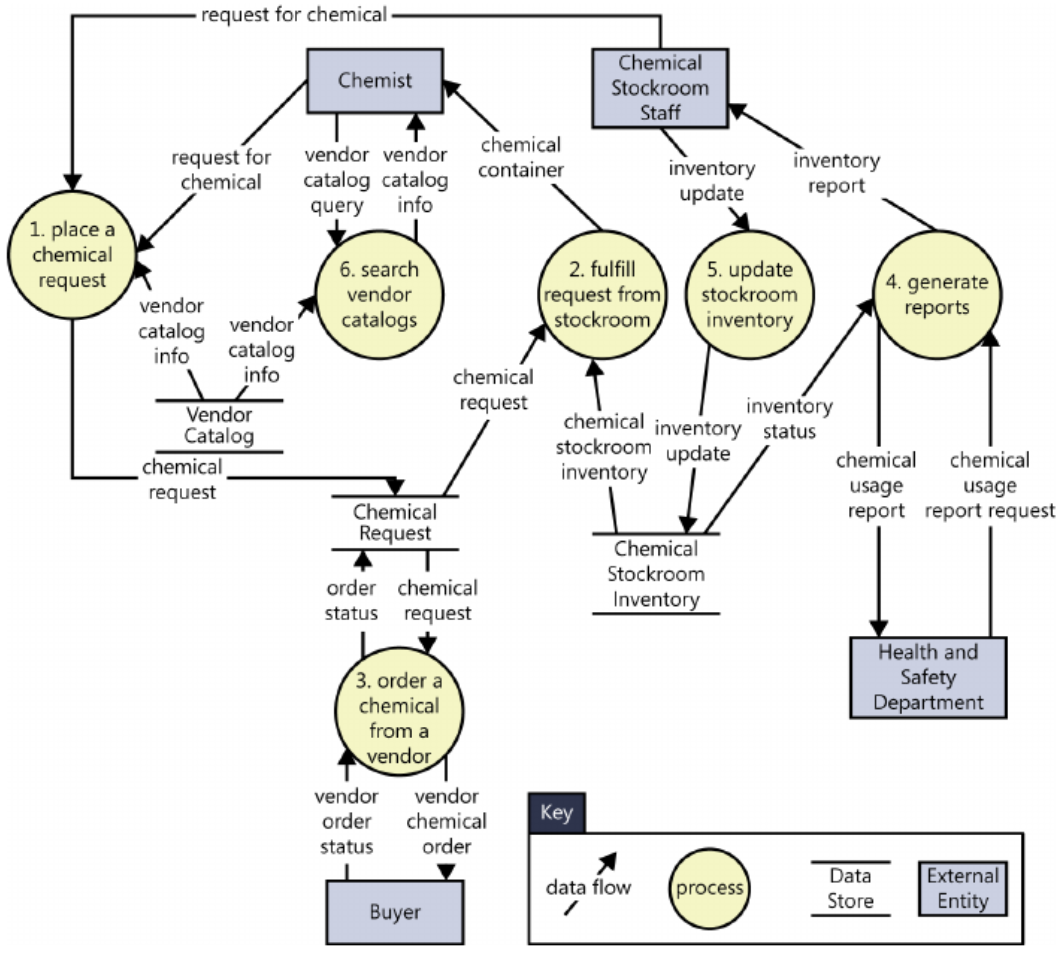 request for chemical
Chemist
Chemical
Stockroom
Staff
request for
chemical
vendor
catalog
query
vendor
catalog
info
chemical
container
inventory
update
inventory
report
1. place a
chemical
request
6. search
vendor
catalogs
2. fulfill
request from
stockroom
5. update
stockroom
inventory
4. generate
reports
vendor
catalog
info
vendor
catalog
info
Vendor
Catalog
chemical
request
chemical
request
chemical
stockroom
inventory
inventory
update
inventory
status
chemical
usage
report
chemical
usage
report request
Chemical
Request
Chemical
Stockroom
Inventory
order
status
chemical
request
Health and
Safety
Department
3. order a
chemical
from a
vendor
vendor
order
status
vendor
chemical
order
Buyer
Key
data flow
process
Data
Store
External
Entity